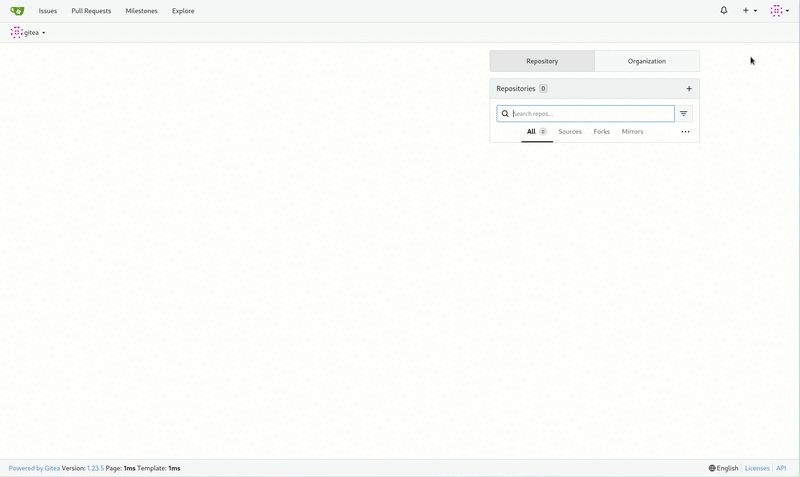 Issues Pull Requests Milestones Explore
gitea
Repository Organization
Repositories 0
Search repos...
All 0 Sources Forks Mirrors
Powered by Gitea Version: 1.23.5 Page: 1ms Template: 1ms English Licenses API